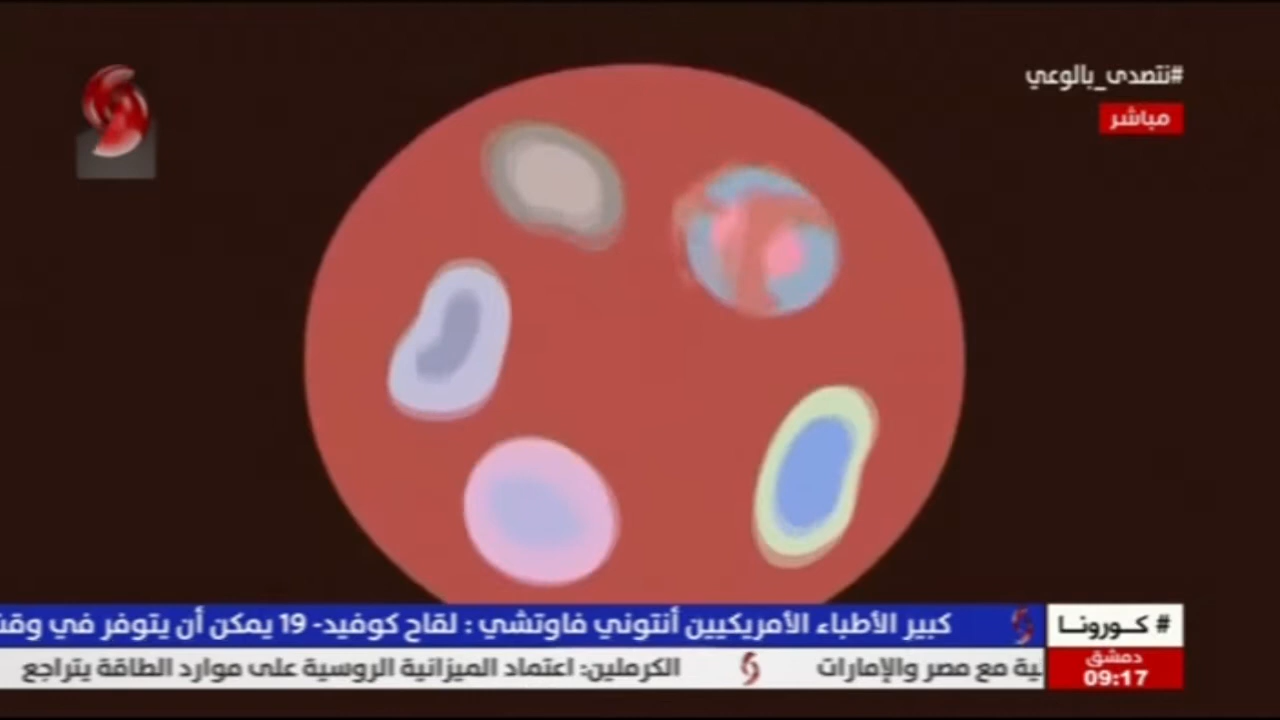 #نتصدى_بالوعي
مباشر
# كـورونـا
كبير الأطباء الأمريكيين أنتوني فاوتشي : لقاح كوفيد- 19 يمكن أن يتوفر في
دمشق
09:17
مع مصر والإمارات
الكرملين: اعتماد الميزانية الروسية على موارد الطاقة يتراجع